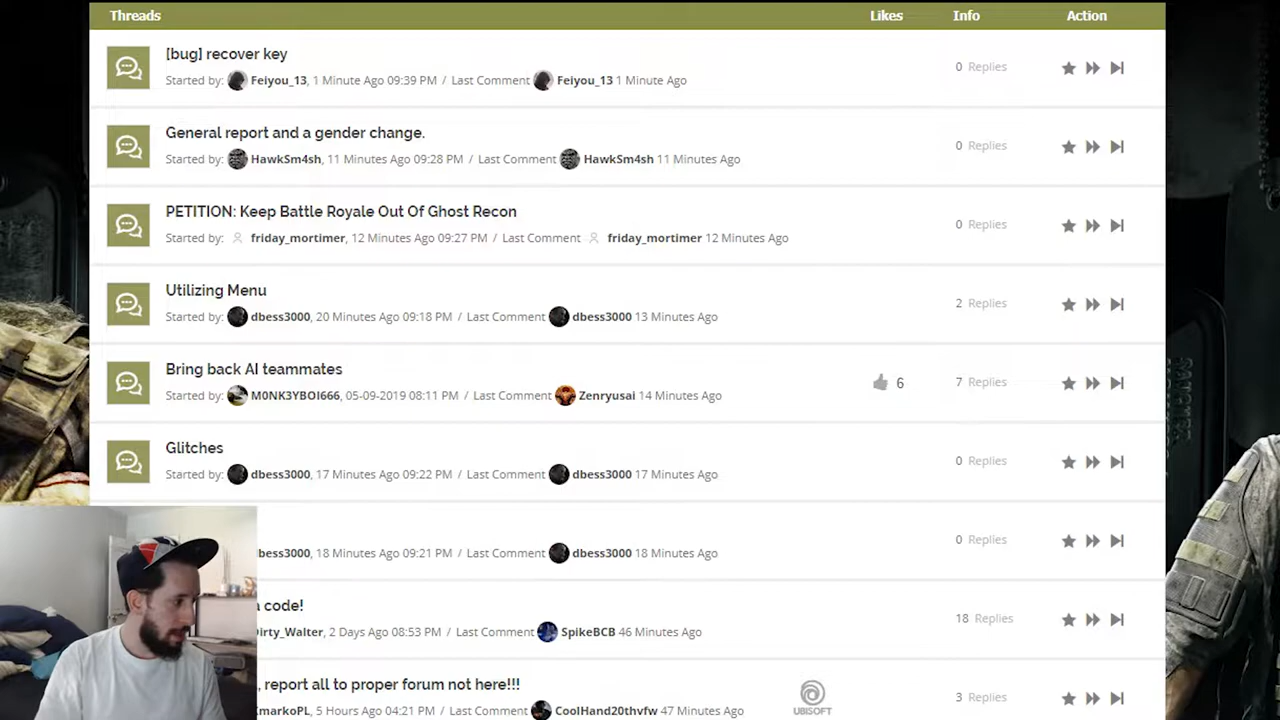 Threads Likes Info Action
[bug] recover key
Started by: Feiyou_13, 1 Minute Ago 09:39 PM / Last Comment Feiyou_13 1 Minute Ago
0 Replies
General report and a gender change.
Started by: HawkSm4sh, 11 Minutes Ago 09:28 PM / Last Comment HawkSm4sh 11 Minutes Ago
0 Replies
PETITION: Keep Battle Royale Out Of Ghost Recon
Started by: friday_mortimer, 12 Minutes Ago 09:27 PM / Last Comment friday_mortimer 12 Minutes Ago
0 Replies
Utilizing Menu
Started by: dbess3000, 20 Minutes Ago 09:18 PM / Last Comment dbess3000 13 Minutes Ago
2 Replies
Bring back AI teammates
Started by: M0NK3YBOI666, 05-09-2019 08:11 PM / Last Comment Zenryusai 14 Minutes Ago
6
7 Replies
Glitches
Started by: dbess3000, 17 Minutes Ago 09:22 PM / Last Comment dbess3000 17 Minutes Ago
0 Replies
dbess3000, 18 Minutes Ago 09:21 PM / Last Comment dbess3000 18 Minutes Ago
0 Replies
code!
Dirty_Walter, 2 Days Ago 08:53 PM / Last Comment SpikeBCB 46 Minutes Ago
18 Replies
, report all to proper forum not here!!!
markoPL, 5 Hours Ago 04:21 PM / Last Comment CoolHand20thvfw 47 Minutes Ago
3 Replies
UBISOFT